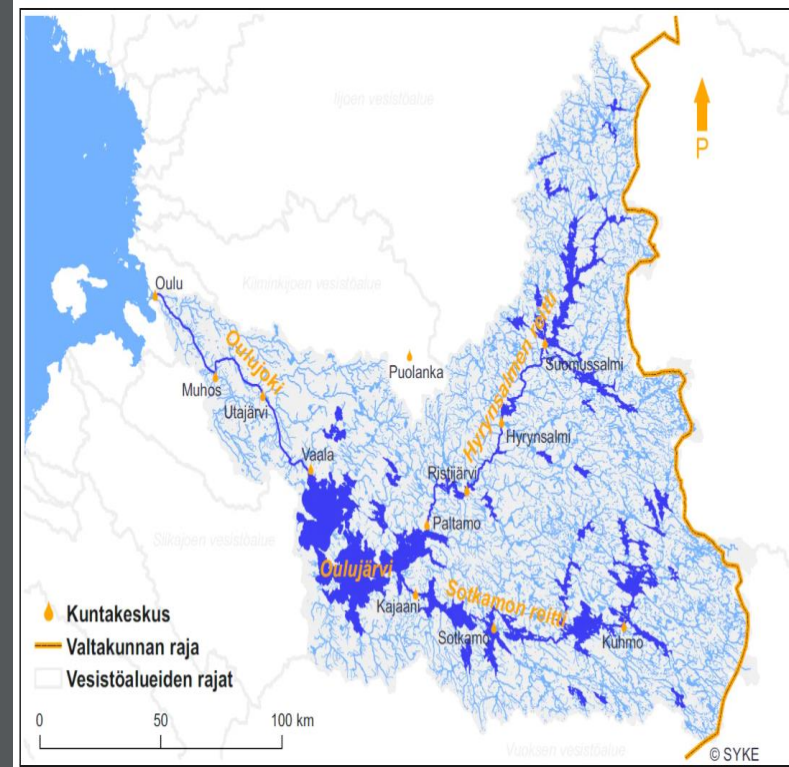 Iijoen vesistöalue
P
Oulu
Kiiminkijoen vesistöalue
Oulujoki
Puolanka
Hyrynsalmen reitti
Suomussalmi
Muhos
Utajärvi
Hyrynsalmi
Vaala
Ristijärvi
Paltamo
Siikajoen vesistöalue
Oulujärvi
Kajaani
Sotkamon reitti
Sotkamo
Kuhmo
Kuntakeskus
Valtakunnan raja
Vesistöalueiden rajat
0 50 100 km
Vuoksen vesistöalue
© SYKE